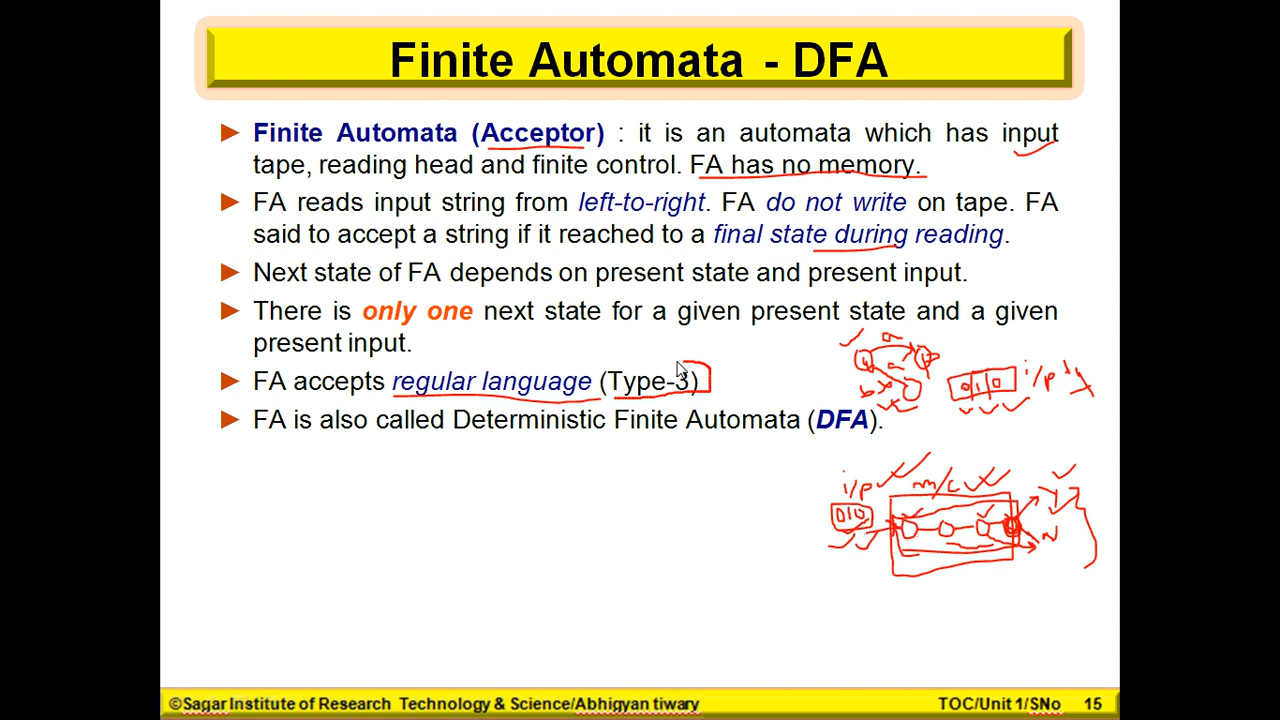 Finite Automata - DFA
Finite Automata (Acceptor) : it is an automata which has input
tape, reading head and finite control. FA has no memory.
FA reads input string from left-to-right. FA do not write on tape. FA
said to accept a string if it reached to a final state during reading.
Next state of FA depends on present state and present input.
There is only one next state for a given present state and a given
present input.
a
a
b
FA accepts regular language (Type-3)
010 i/p
FA is also called Deterministic Finite Automata (DFA).
i/p m/c
010
Y
N
©Sagar Institute of Research Technology & Science/Abhigyan tiwary TOC/Unit 1/SNo 15